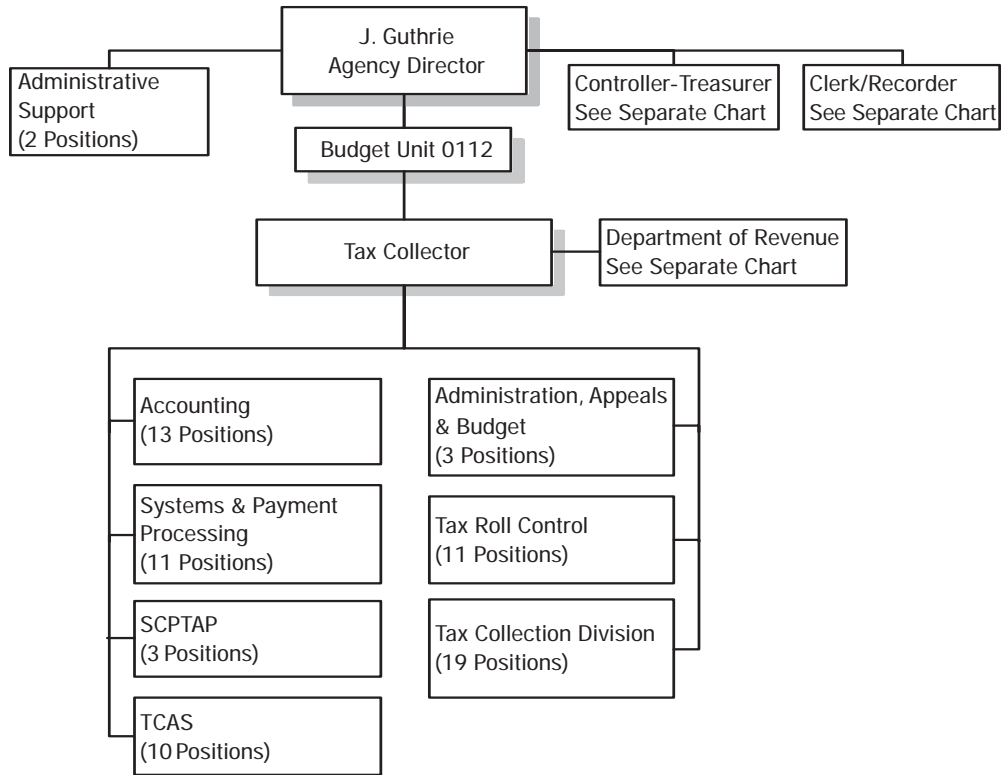 J. Guthrie
Agency Director
Administrative
Support
(2 Positions)
Controller-Treasurer
See Separate Chart
Clerk/Recorder
See Separate Chart
Budget Unit 0112
Tax Collector
Department of Revenue
See Separate Chart
Accounting
(13 Positions)
Systems & Payment
Processing
(11 Positions)
SCPTAP
(3 Positions)
TCAS
(10 Positions)
Administration, Appeals
& Budget
(3 Positions)
Tax Roll Control
(11 Positions)
Tax Collection Division
(19 Positions)